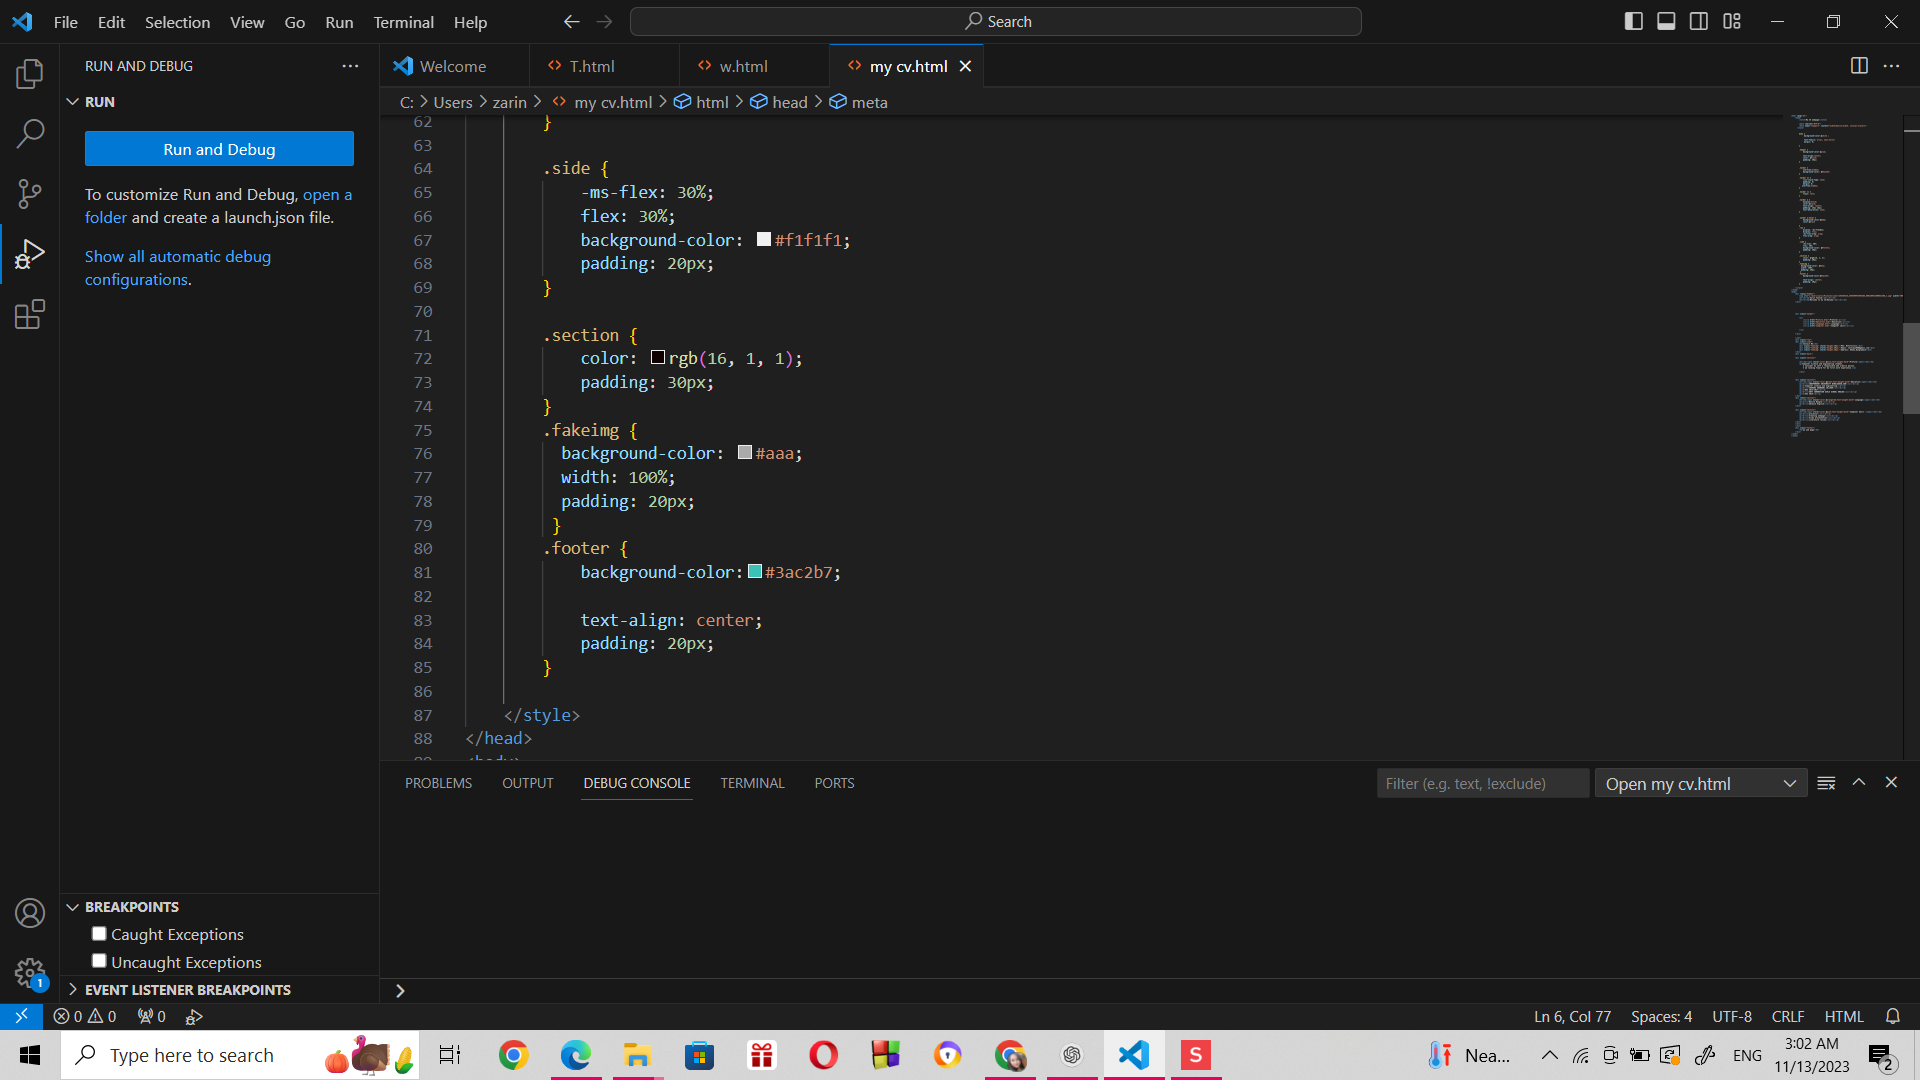 File Edit Selection View Go Run Terminal Help
Search
RUN AND DEBUG
Welcome
T.html
w.html
my cv.html
RUN
C: > Users > zarin > my cv.html > html > head > meta
Run and Debug
To customize Run and Debug, open a
folder and create a launch.json file.
Show all automatic debug
configurations.
62 }
63
64 .side {
65 -ms-flex: 30%;
66 flex: 30%;
67 background-color: #f1f1f1;
68 padding: 20px;
69 }
70
71 .section {
72 color: rgb(16, 1, 1);
73 padding: 30px;
74 }
75 .fakeimg {
76 background-color: #aaa;
77 width: 100%;
78 padding: 20px;
79 }
80 .footer {
81 background-color: #3ac2b7;
82
83 text-align: center;
84 padding: 20px;
85 }
86
87 </style>
88 </head>
PROBLEMS OUTPUT DEBUG CONSOLE TERMINAL PORTS
Filter (e.g. text, !exclude)
Open my cv.html
BREAKPOINTS
Caught Exceptions
Uncaught Exceptions
EVENT LISTENER BREAKPOINTS
1
0 0 0
Ln 6, Col 77 Spaces: 4 UTF-8 CRLF HTML
Type here to search
S
Nea...
ENG
3:02 AM
11/13/2023
2